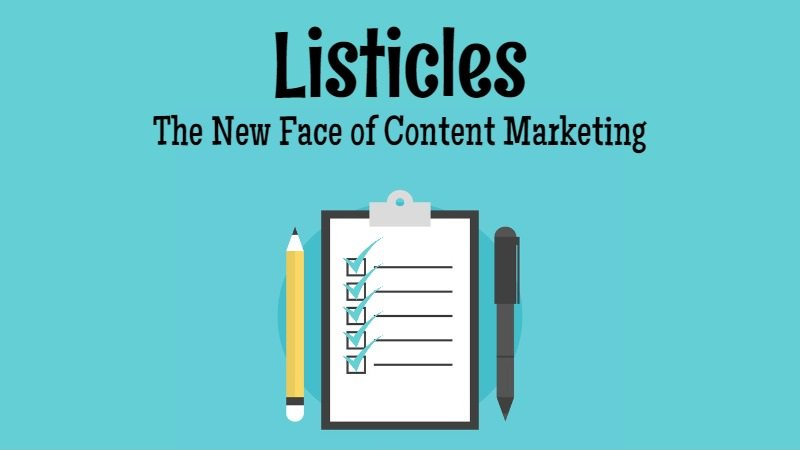 Listicles
The New Face of Content Marketing